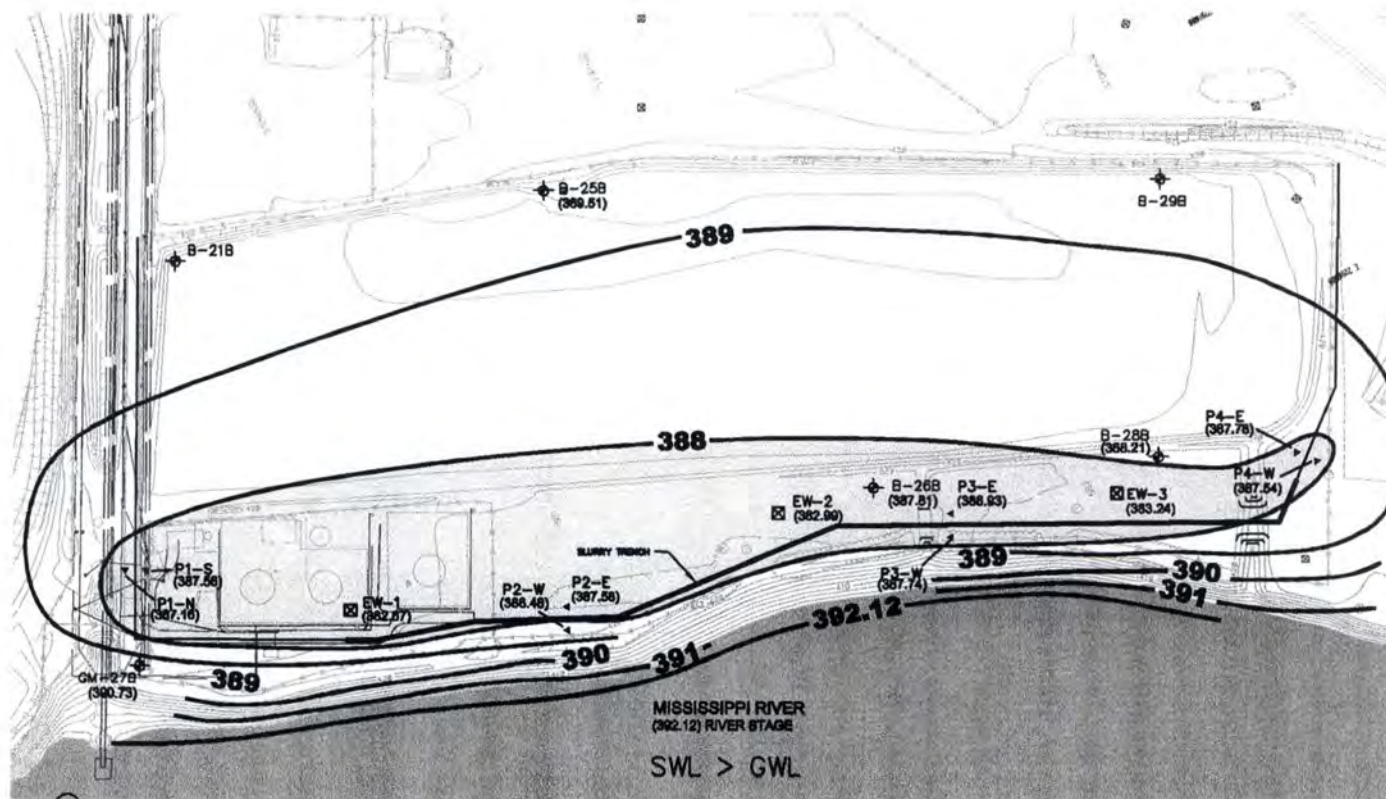 B-25B
(389.51)
B-29B
B-21B
389
388
P4-E
(387.78)
B-28B
(388.21)
P4-W
(387.54)
B-26B
(387.81)
P3-E
(386.93)
EW-3
(383.24)
EW-2
(382.99)
SLURRY TRENCH
389
P3-W
(387.74)
390
391
P1-S
(387.58)
P1-N
(387.16)
P2-W
(388.48)
P2-E
(387.58)
EW-1
(382.87)
392.12
390
391
GM-27B
(390.73)
389
MISSISSIPPI RIVER
(392.12) RIVER STAGE
SWL > GWL